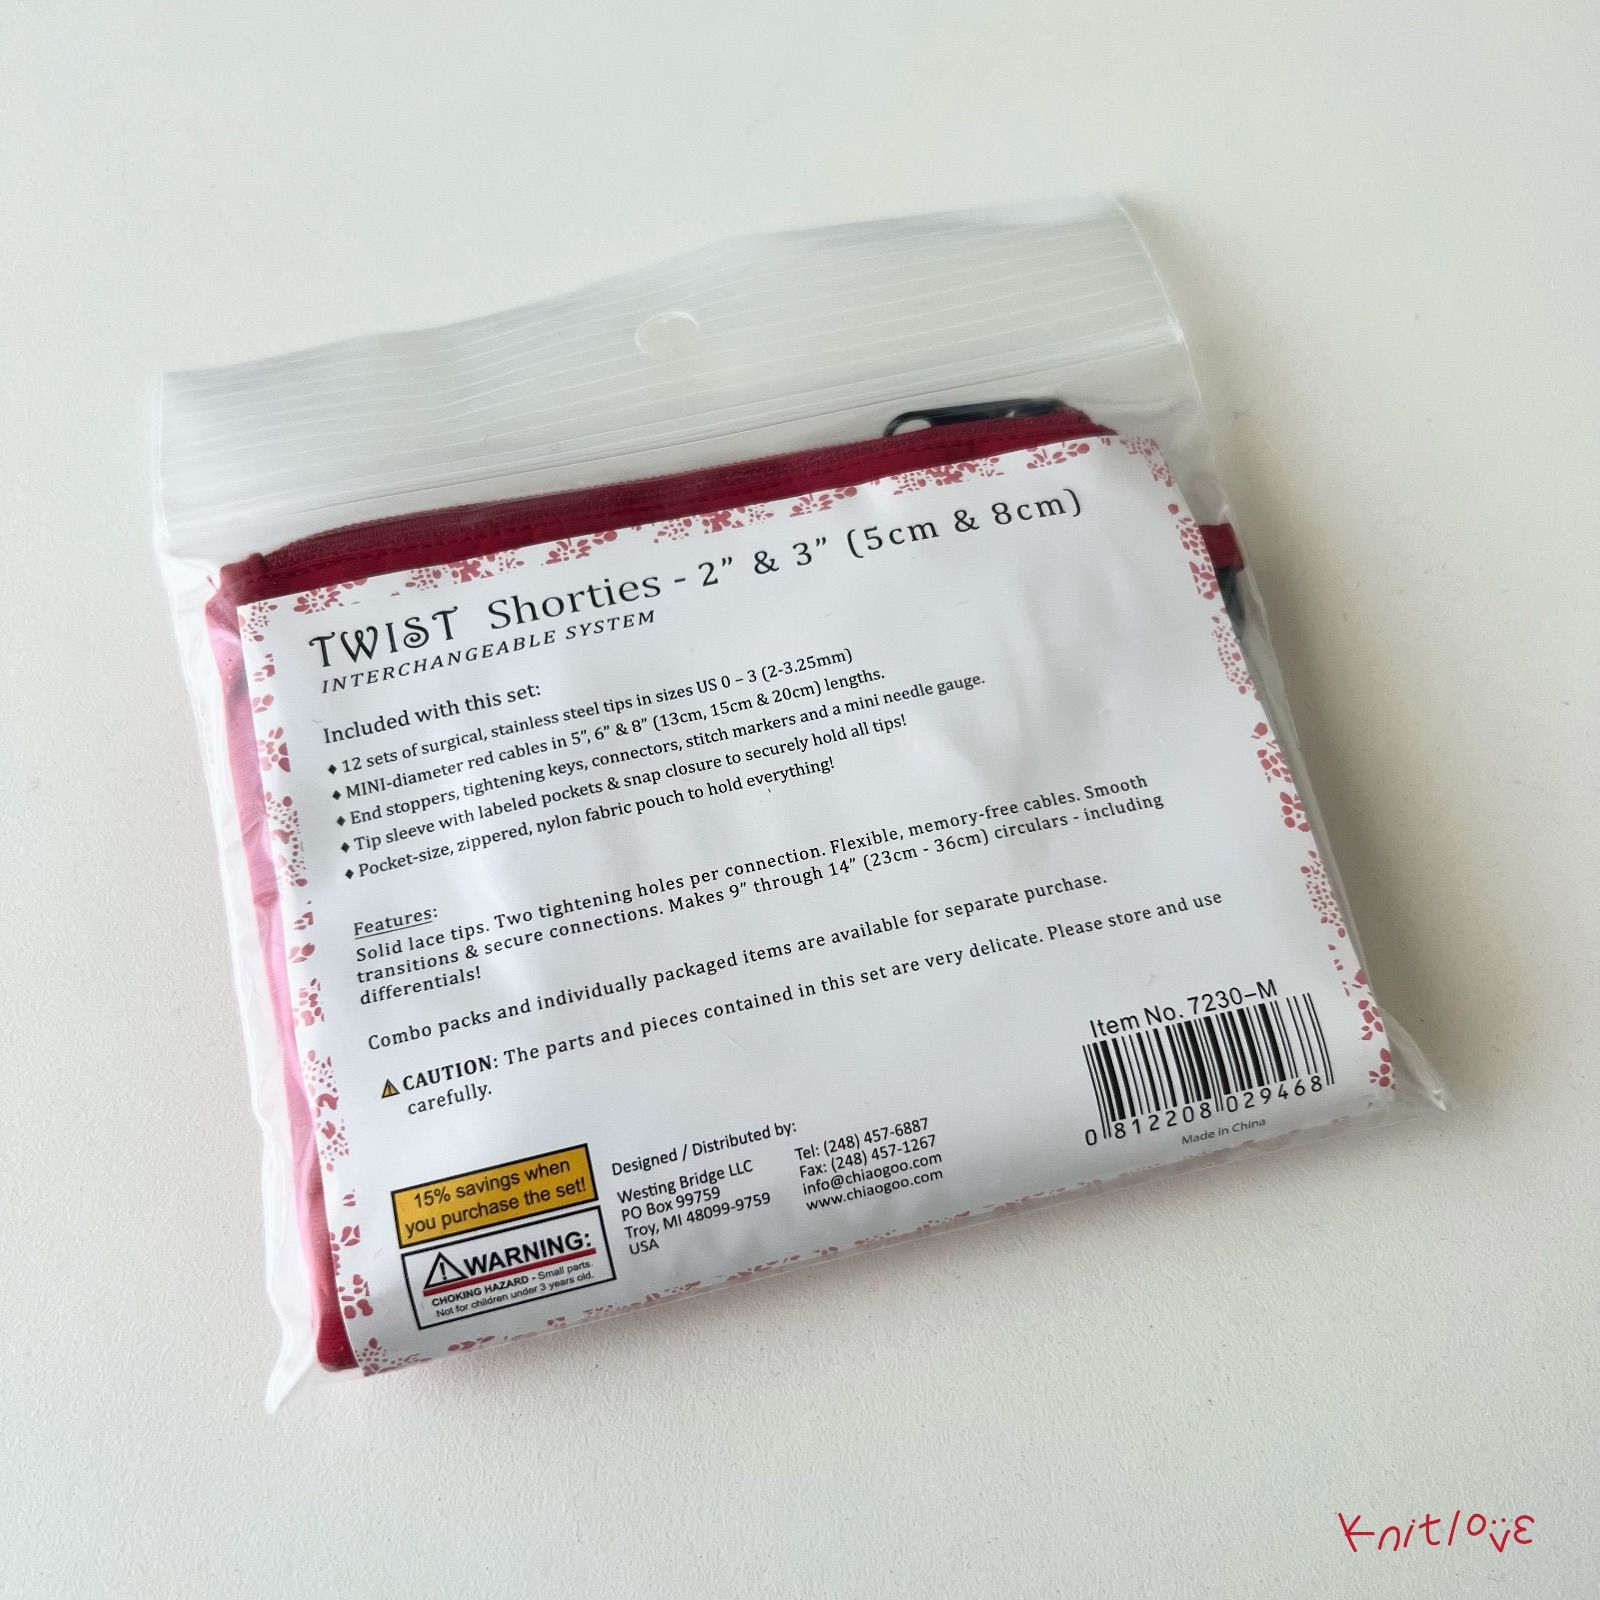 TWIST Shorties - 2” & 3” (5cm & 8cm)
INTERCHANGEABLE SYSTEM
Included with this set:
♦ 12 sets of surgical, stainless steel tips in sizes US 0 – 3 (2-3.25mm)
♦ MINI-diameter red cables in 5”, 6” & 8” (13cm, 15cm & 20cm) lengths.
♦ End stoppers, tightening keys, connectors, stitch markers and a mini needle gauge.
♦ Tip sleeve with labeled pockets & snap closure to securely hold all tips!
♦ Pocket-size, zippered, nylon fabric pouch to hold everything!
Features:
Solid lace tips. Two tightening holes per connection. Flexible, memory-free cables. Smooth
transitions & secure connections. Makes 9” through 14” (23cm - 36cm) circulars - including
differentials!
Combo packs and individually packaged items are available for separate purchase.
⚠ CAUTION: The parts and pieces contained in this set are very delicate. Please store and use
carefully.
15% savings when
you purchase the set!
⚠WARNING:
CHOKING HAZARD - Small parts.
Not for children under 3 years old.
Designed / Distributed by:
Westing Bridge LLC
PO Box 99759
Troy, MI 48099-9759
USA
Tel: (248) 457-6887
Fax: (248) 457-1267
info@chiaogoo.com
www.chiaogoo.com
Item No. 7230-M
0 812208 029468
Made in China
Knitlove